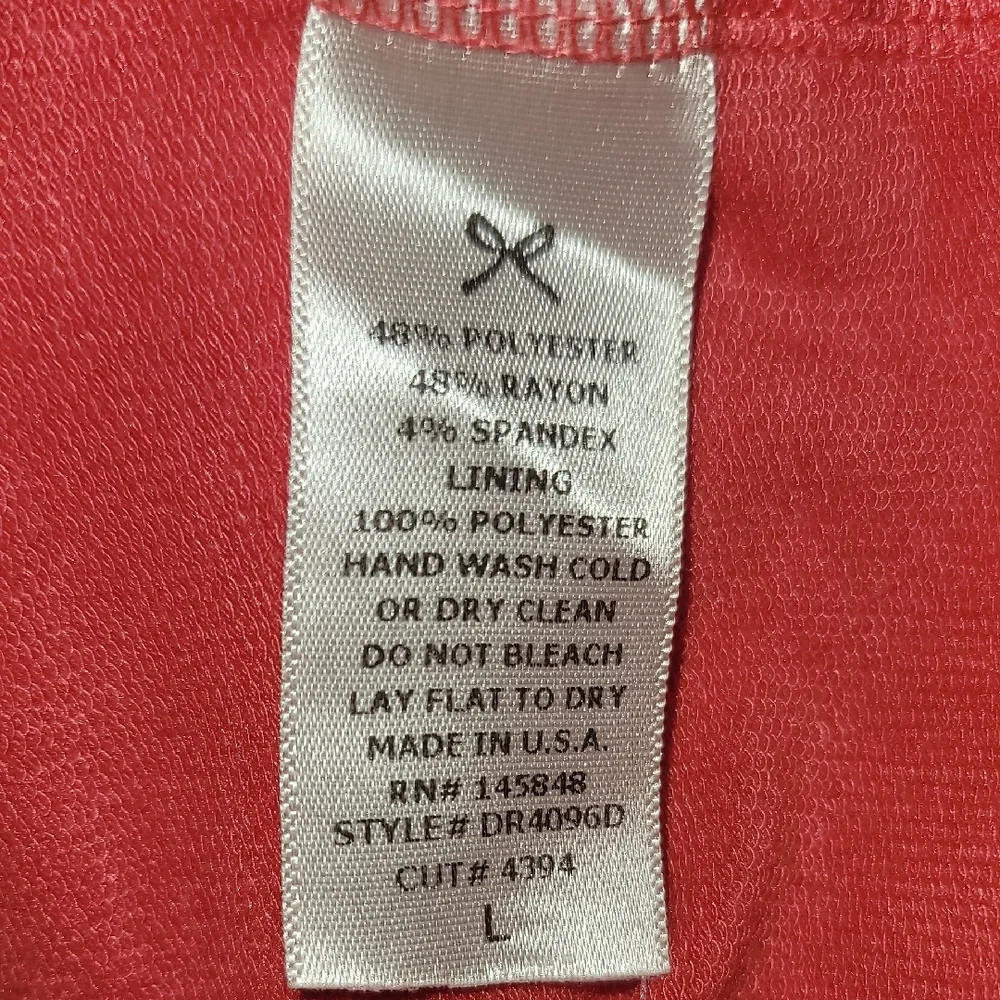 48% POLYESTER
48% RAYON
4% SPANDEX
LINING
100% POLYESTER
HAND WASH COLD
OR DRY CLEAN
DO NOT BLEACH
LAY FLAT TO DRY
MADE IN U.S.A.
RN# 145848
STYLE# DR4096D
CUT# 4394
L